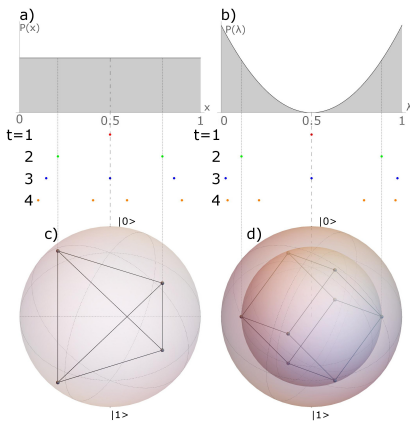 a)
P(x)
0 0.5 1 x
b)
P(λ)
0 0.5 1 λ
t=1 t=1
2 2
3 3
4 4
c) |0>
|1>
d) |0>
|1>